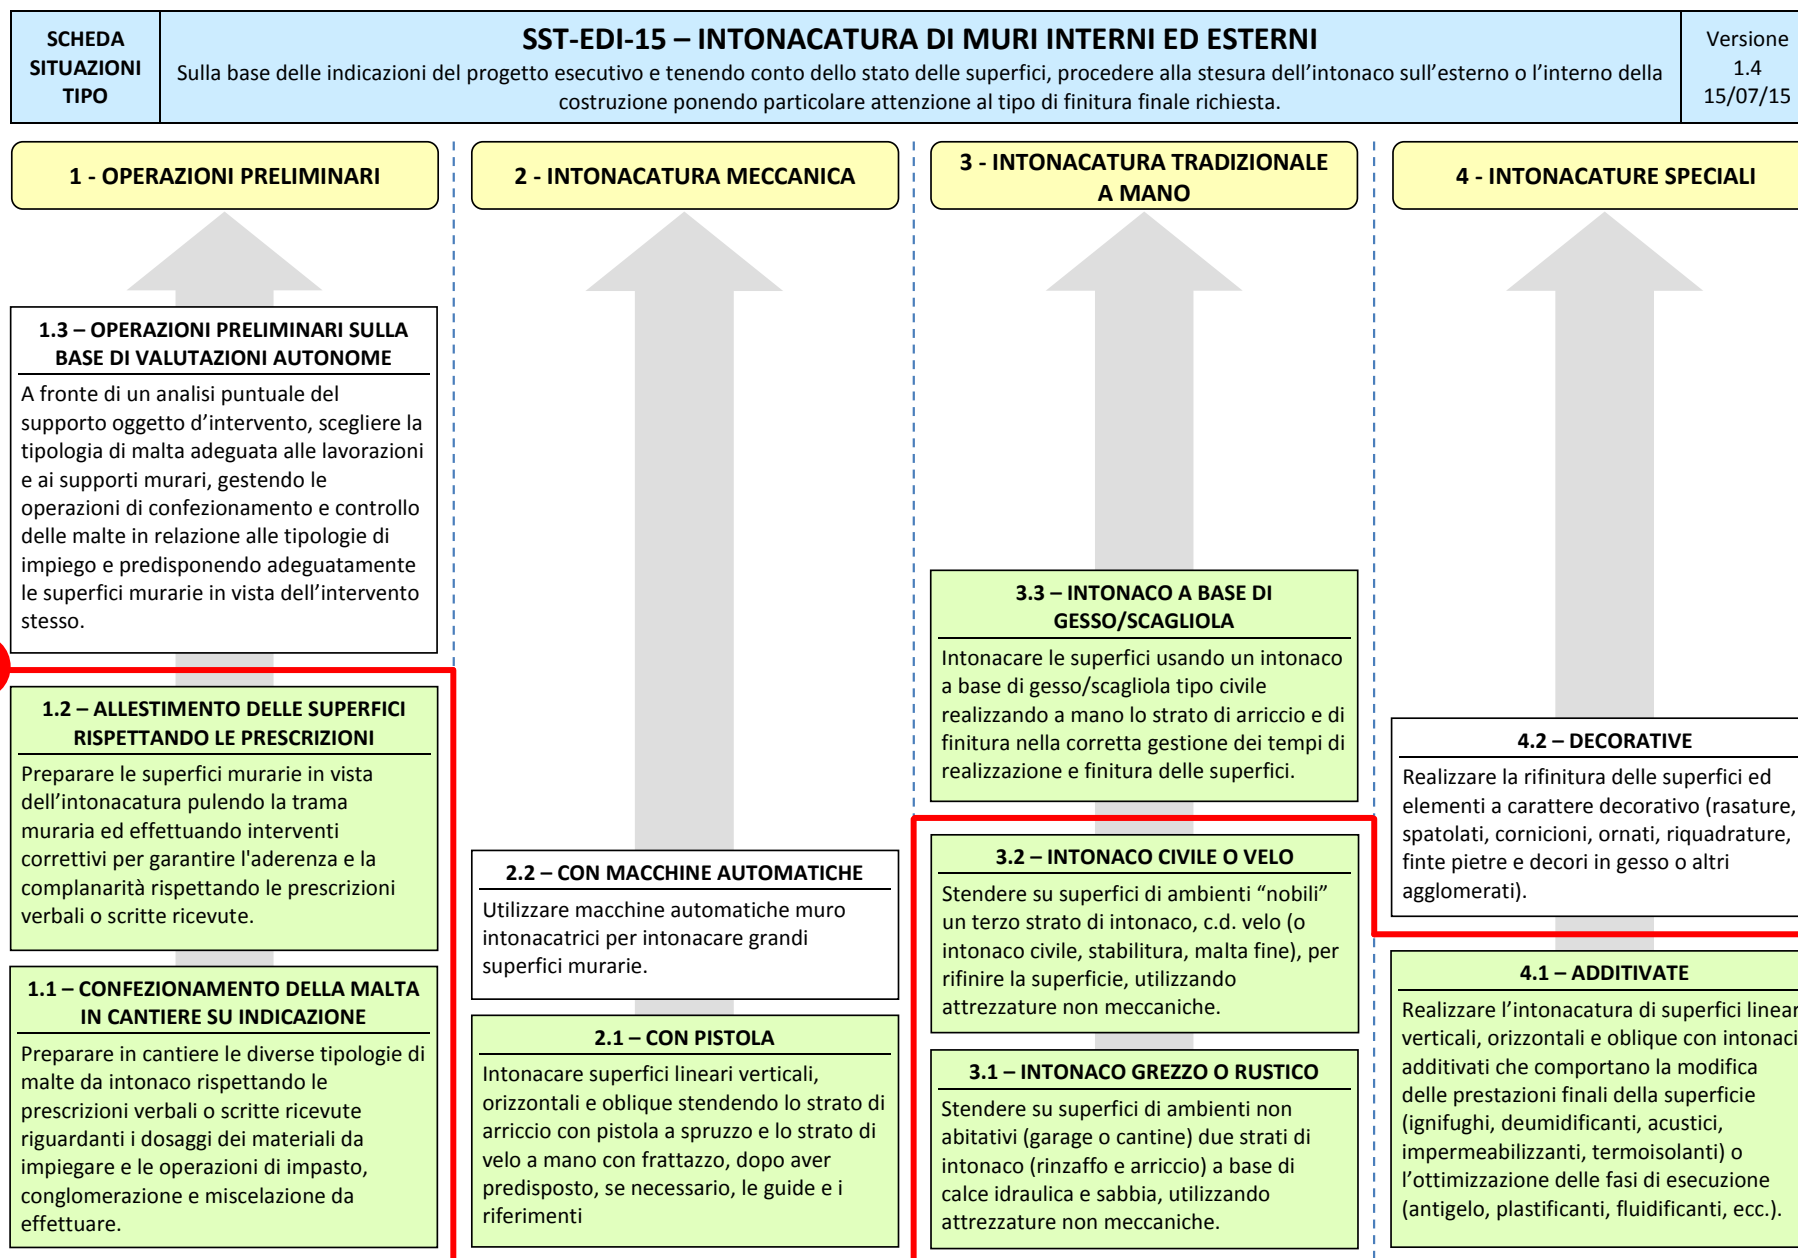 SCHEDA
SITUAZIONI
TIPO
SST-EDI-15 – INTONACATURA DI MURI INTERNI ED ESTERNI
Sulla base delle indicazioni del progetto esecutivo e tenendo conto dello stato delle superfici, procedere alla stesura dell’intonaco sull’esterno o l’interno della
costruzione ponendo particolare attenzione al tipo di finitura finale richiesta.
Versione
1.4
15/07/15
1 - OPERAZIONI PRELIMINARI
1.3 – OPERAZIONI PRELIMINARI SULLA
BASE DI VALUTAZIONI AUTONOME
A fronte di un analisi puntuale del
supporto oggetto d’intervento, scegliere la
tipologia di malta adeguata alle lavorazioni
e ai supporti murari, gestendo le
operazioni di confezionamento e controllo
delle malte in relazione alle tipologie di
impiego e predisponendo adeguatamente
le superfici murarie in vista dell’intervento
stesso.
1.2 – ALLESTIMENTO DELLE SUPERFICI
RISPETTANDO LE PRESCRIZIONI
Preparare le superfici murarie in vista
dell’intonacatura pulendo la trama
muraria ed effettuando interventi
correttivi per garantire l'aderenza e la
complanarità rispettando le prescrizioni
verbali o scritte ricevute.
1.1 – CONFEZIONAMENTO DELLA MALTA
IN CANTIERE SU INDICAZIONE
Preparare in cantiere le diverse tipologie di
malte da intonaco rispettando le
prescrizioni verbali o scritte ricevute
riguardanti i dosaggi dei materiali da
impiegare e le operazioni di impasto,
conglomerazione e miscelazione da
effettuare.
2 - INTONACATURA MECCANICA
2.2 – CON MACCHINE AUTOMATICHE
Utilizzare macchine automatiche muro
intonacatrici per intonacare grandi
superfici murarie.
2.1 – CON PISTOLA
Intonacare superfici lineari verticali,
orizzontali e oblique stendendo lo strato di
arriccio con pistola a spruzzo e lo strato di
velo a mano con frattazzo, dopo aver
predisposto, se necessario, le guide e i
riferimenti
3 - INTONACATURA TRADIZIONALE
A MANO
3.3 – INTONACO A BASE DI
GESSO/SCAGLIOLA
Intonacare le superfici usando un intonaco
a base di gesso/scagliola tipo civile
realizzando a mano lo strato di arriccio e di
finitura nella corretta gestione dei tempi di
realizzazione e finitura delle superfici.
3.2 – INTONACO CIVILE O VELO
Stendere su superfici di ambienti “nobili”
un terzo strato di intonaco, c.d. velo (o
intonaco civile, stabilitura, malta fine), per
rifinire la superficie, utilizzando
attrezzature non meccaniche.
3.1 – INTONACO GREZZO O RUSTICO
Stendere su superfici di ambienti non
abitativi (garage o cantine) due strati di
intonaco (rinzaffo e arriccio) a base di
calce idraulica e sabbia, utilizzando
attrezzature non meccaniche.
4 - INTONACATURE SPECIALI
4.2 – DECORATIVE
Realizzare la rifinitura delle superfici ed
elementi a carattere decorativo (rasature,
spatolati, cornicioni, ornati, riquadrature,
finte pietre e decori in gesso o altri
agglomerati).
4.1 – ADDITIVATE
Realizzare l’intonacatura di superfici linear
verticali, orizzontali e oblique con intonaci
additivati che comportano la modifica
delle prestazioni finali della superficie
(ignifughi, deumidificanti, acustici,
impermeabilizzanti, termoisolanti) o
l’ottimizzazione delle fasi di esecuzione
(antigelo, plastificanti, fluidificanti, ecc.).